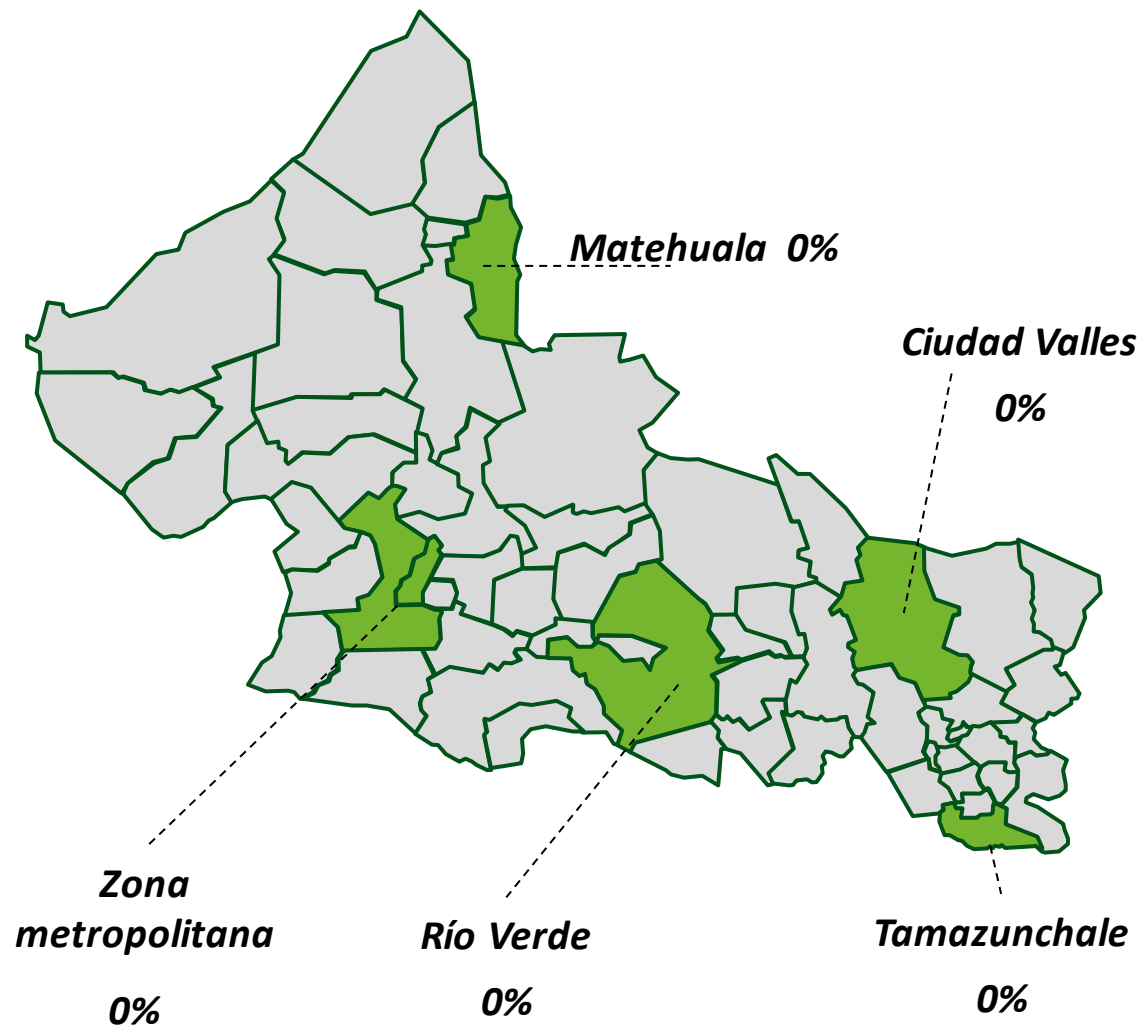 Matehuala 0%
Ciudad Valles
0%
Zona
metropolitana
0%
Río Verde
0%
Tamazunchale
0%